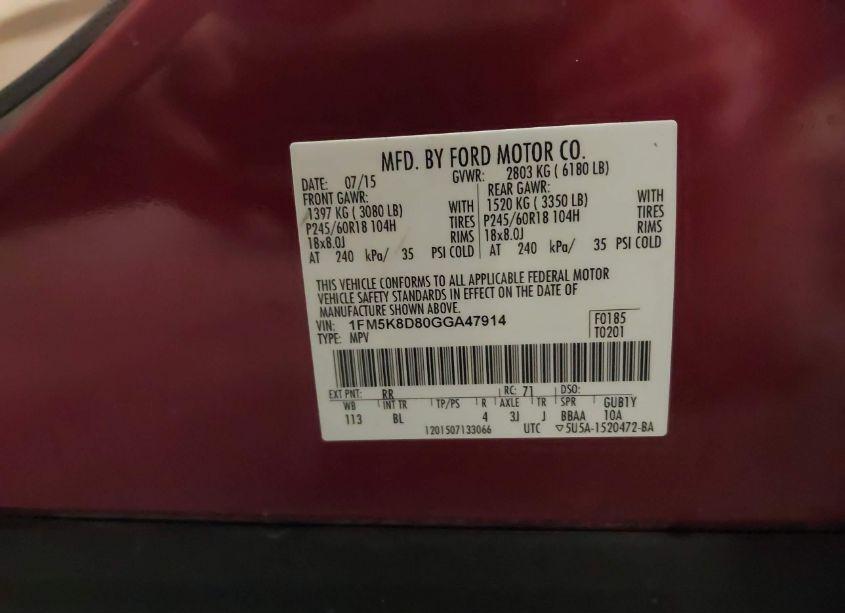 MFD. BY FORD MOTOR CO.
DATE: 07/15 GVWR: 2803 KG ( 6180 LB)
FRONT GAWR: REAR GAWR:
1397 KG ( 3080 LB) WITH 1520 KG ( 3350 LB) WITH
P245/60R18 104H TIRES P245/60R18 104H TIRES
18x8.0J RIMS 18x8.0J RIMS
AT 240 kPa/ 35 PSI COLD AT 240 kPa/ 35 PSI COLD
THIS VEHICLE CONFORMS TO ALL APPLICABLE FEDERAL MOTOR
VEHICLE SAFETY STANDARDS IN EFFECT ON THE DATE OF
MANUFACTURE SHOWN ABOVE.
VIN: 1FM5K8D80GGA47914 F0185
TYPE: MPV T0201
EXT PNT: RR RC: 71 DSO:
WB INT TR TP/PS R AXLE TR SPR GUB1Y
113 BL 4 3J J BBAA 10A
1201507133066 UTC ▽5U5A-1520472-BA